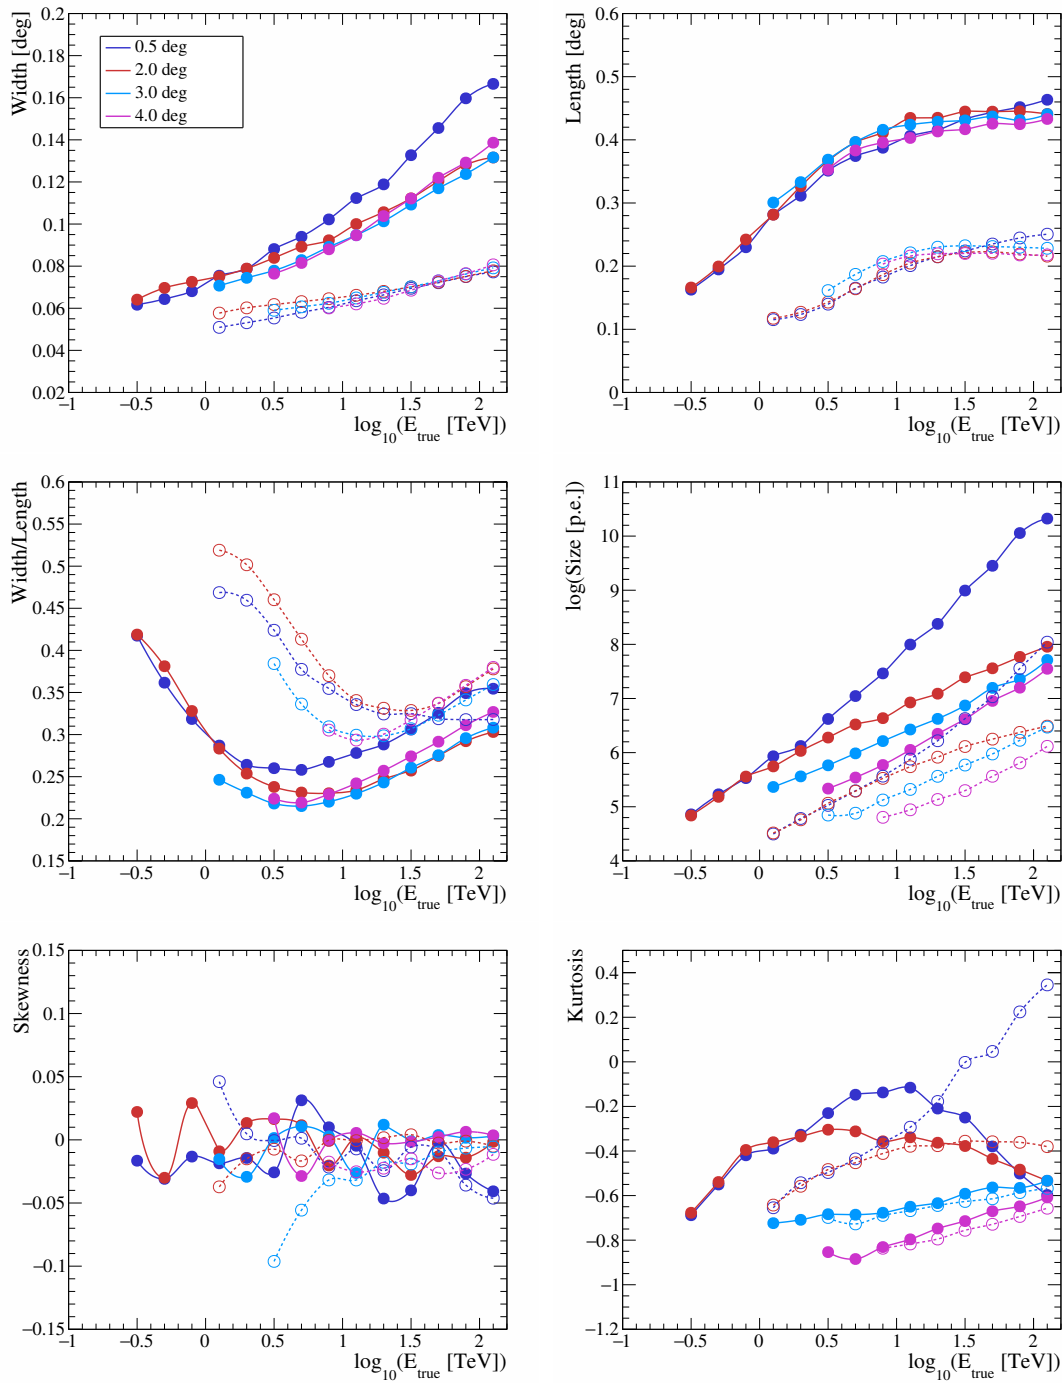 Width [deg]
0.2
0.18
0.16
0.14
0.12
0.1
0.08
0.06
0.04
0.02
0.5 deg
2.0 deg
3.0 deg
4.0 deg
−1 −0.5 0 0.5 1 1.5 2
log10(Etrue [TeV])
Length [deg]
0.6
0.5
0.4
0.3
0.2
0.1
0
−1 −0.5 0 0.5 1 1.5 2
log10(Etrue [TeV])
Width/Length
0.6
0.55
0.5
0.45
0.4
0.35
0.3
0.25
0.2
0.15
−1 −0.5 0 0.5 1 1.5 2
log10(Etrue [TeV])
log(Size [p.e.])
11
10
9
8
7
6
5
4
−1 −0.5 0 0.5 1 1.5 2
log10(Etrue [TeV])
Skewness
0.15
0.1
0.05
0
−0.05
−0.1
−0.15
−1 −0.5 0 0.5 1 1.5 2
log10(Etrue [TeV])
Kurtosis
0.4
0.2
0
−0.2
−0.4
−0.6
−0.8
−1
−1.2
−1 −0.5 0 0.5 1 1.5 2
log10(Etrue [TeV])